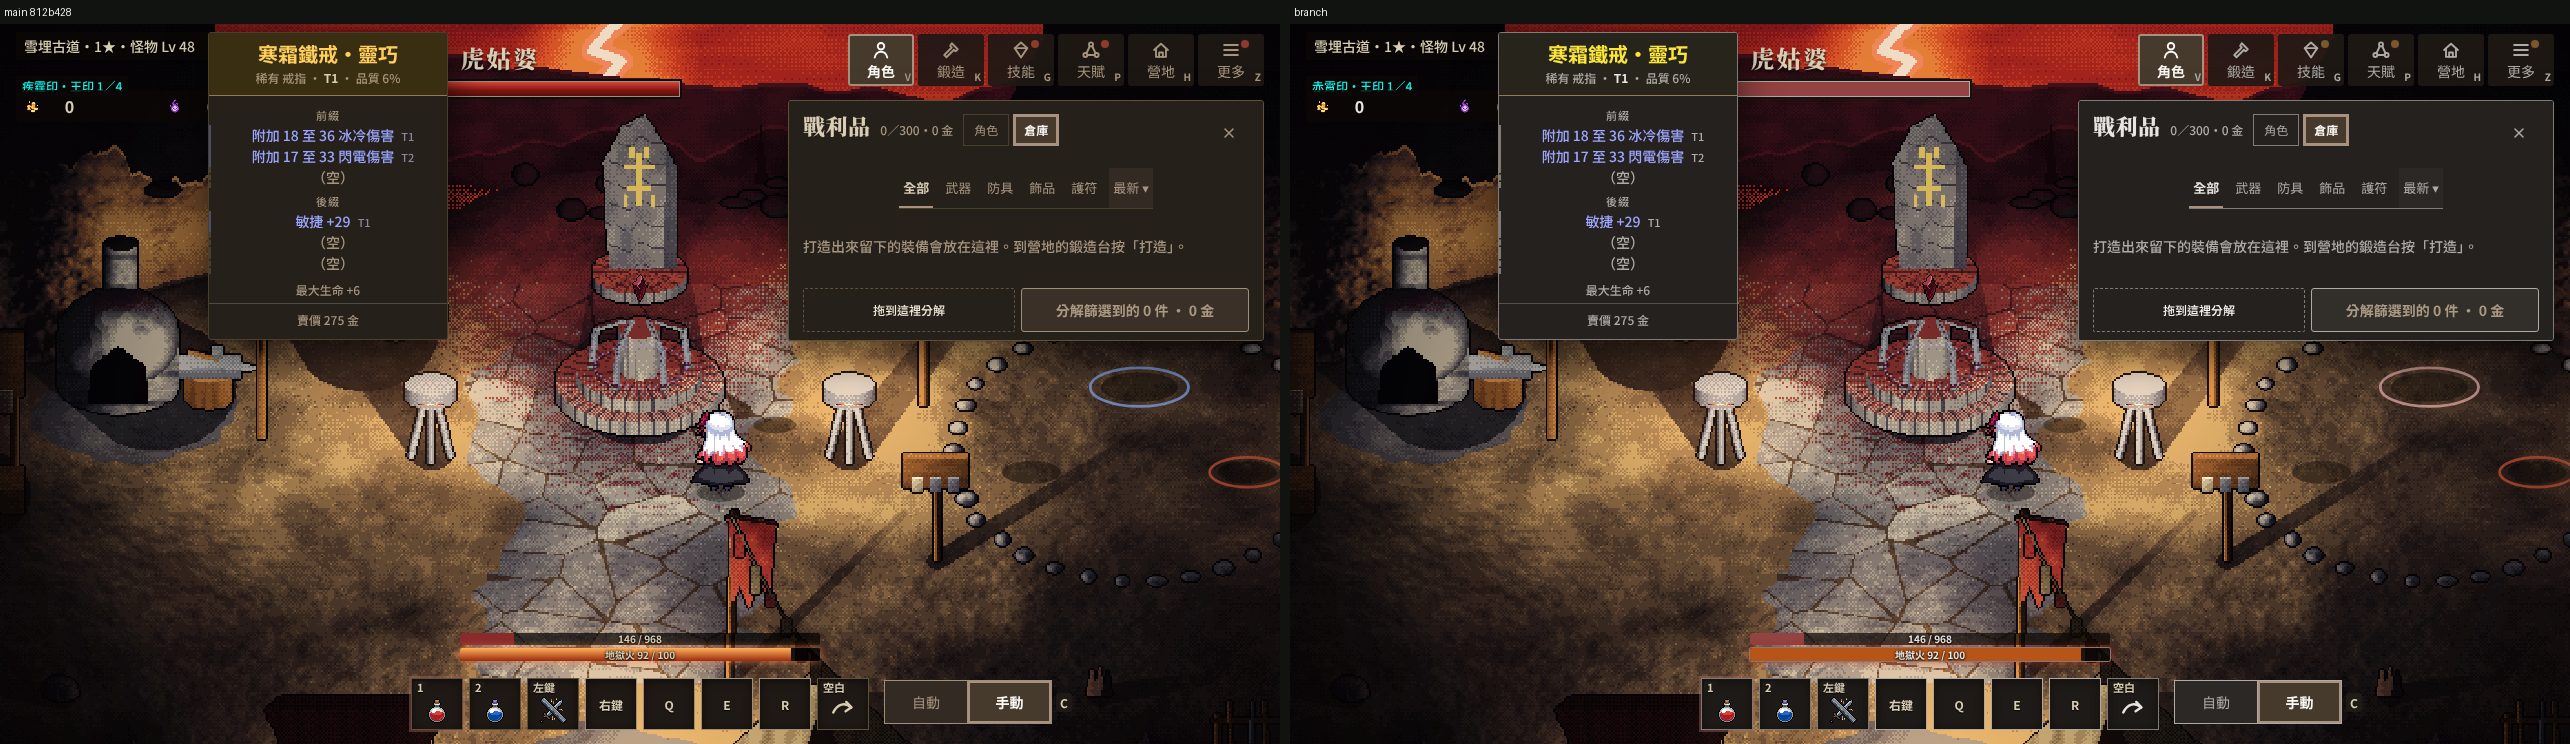 main 812b428
雪埋古道・1★・怪物 Lv 48
疾霆印・王印 1／4
0
寒霜鐵戒・靈巧
稀有 戒指 ・ T1 ・ 品質 6%
前綴
附加 18 至 36 冰冷傷害 T1
附加 17 至 33 閃電傷害 T2
（空）
後綴
敏捷 +29 T1
（空）
（空）
最大生命 +6
賣價 275 金
虎姑婆
角色 V
鍛造 K
技能 G
天賦 P
營地 H
更多 Z
戰利品 0／300・0 金 角色 倉庫 ×
全部 武器 防具 飾品 護符 最新 ▾
打造出來留下的裝備會放在這裡。到營地的鍛造台按「打造」。
拖到這裡分解
分解篩選到的 0 件 ・ 0 金
146 / 968
地獄火 92 / 100
1
2
左鍵
右鍵
Q
E
R
空白
自動
手動
C
branch
雪埋古道・1★・怪物 Lv 48
赤霄印・王印 1／4
0
寒霜鐵戒・靈巧
稀有 戒指 ・ T1 ・ 品質 6%
前綴
附加 18 至 36 冰冷傷害 T1
附加 17 至 33 閃電傷害 T2
（空）
後綴
敏捷 +29 T1
（空）
（空）
最大生命 +6
賣價 275 金
虎姑婆
角色 V
鍛造 K
技能 G
天賦 P
營地 H
更多 Z
戰利品 0／300・0 金 角色 倉庫 ×
全部 武器 防具 飾品 護符 最新 ▾
打造出來留下的裝備會放在這裡。到營地的鍛造台按「打造」。
拖到這裡分解
分解篩選到的 0 件 ・ 0 金
146 / 968
地獄火 92 / 100
1
2
左鍵
右鍵
Q
E
R
空白
自動
手動
C